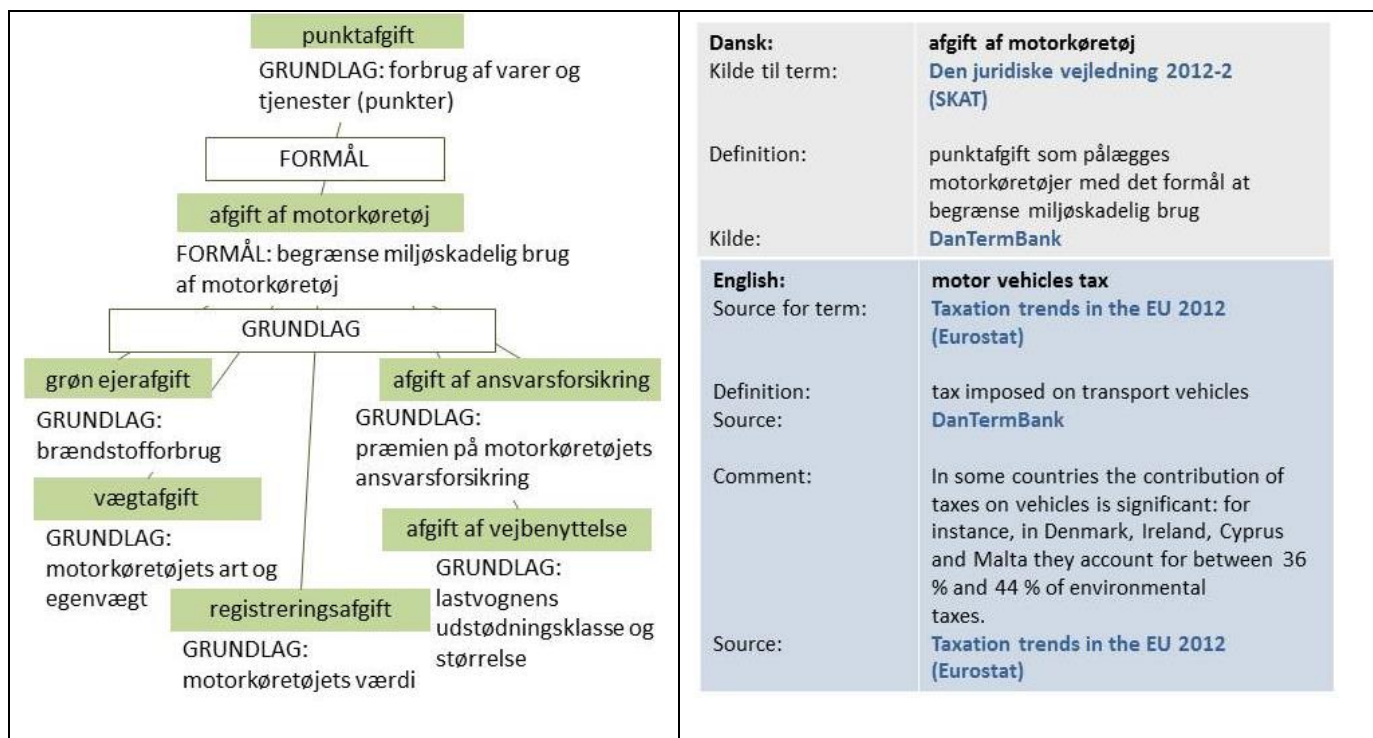 punktafgift
GRUNDLAG: forbrug af varer og
tjenester (punkter)
FORMÅL
afgift af motorkøretøj
FORMÅL: begrænse miljøskadelig brug
af motorkøretøj
GRUNDLAG
grøn ejerafgift
GRUNDLAG:
brændstofforbrug
afgift af ansvarsforsikring
GRUNDLAG:
præmien på motorkøretøjets
ansvarsforsikring
vægtafgift
GRUNDLAG:
motorkøretøjets art og
egenvægt
afgift af vejbenyttelse
GRUNDLAG:
lastvognens
udstødningsklasse og
størrelse
registreringsafgift
GRUNDLAG:
motorkøretøjets værdi
Dansk: afgift af motorkøretøj
Kilde til term: Den juridiske vejledning 2012-2
(SKAT)
Definition: punktafgift som pålægges
motorkøretøjer med det formål at
begrænse miljøskadelig brug
Kilde: DanTermBank
English: motor vehicles tax
Source for term: Taxation trends in the EU 2012
(Eurostat)
Definition: tax imposed on transport vehicles
Source: DanTermBank
Comment: In some countries the contribution of
taxes on vehicles is significant: for
instance, in Denmark, Ireland, Cyprus
and Malta they account for between 36
% and 44 % of environmental
taxes.
Source: Taxation trends in the EU 2012
(Eurostat)